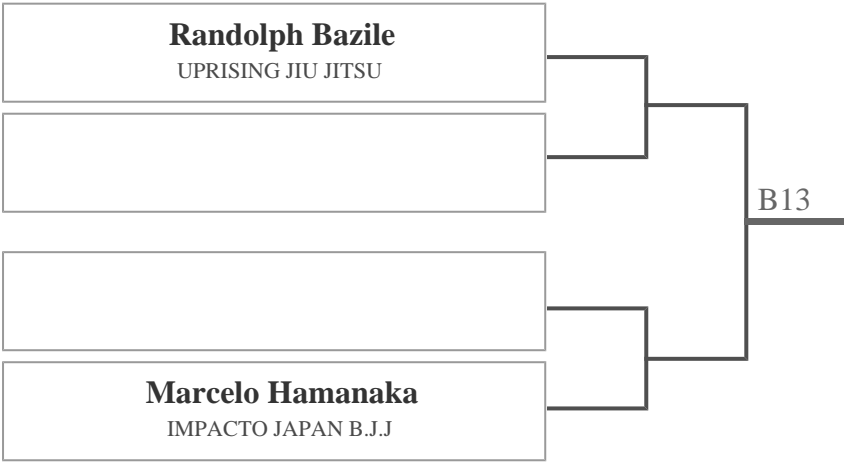 Randolph Bazile
UPRISING JIU JITSU
B13
Marcelo Hamanaka
IMPACTO JAPAN B.J.J